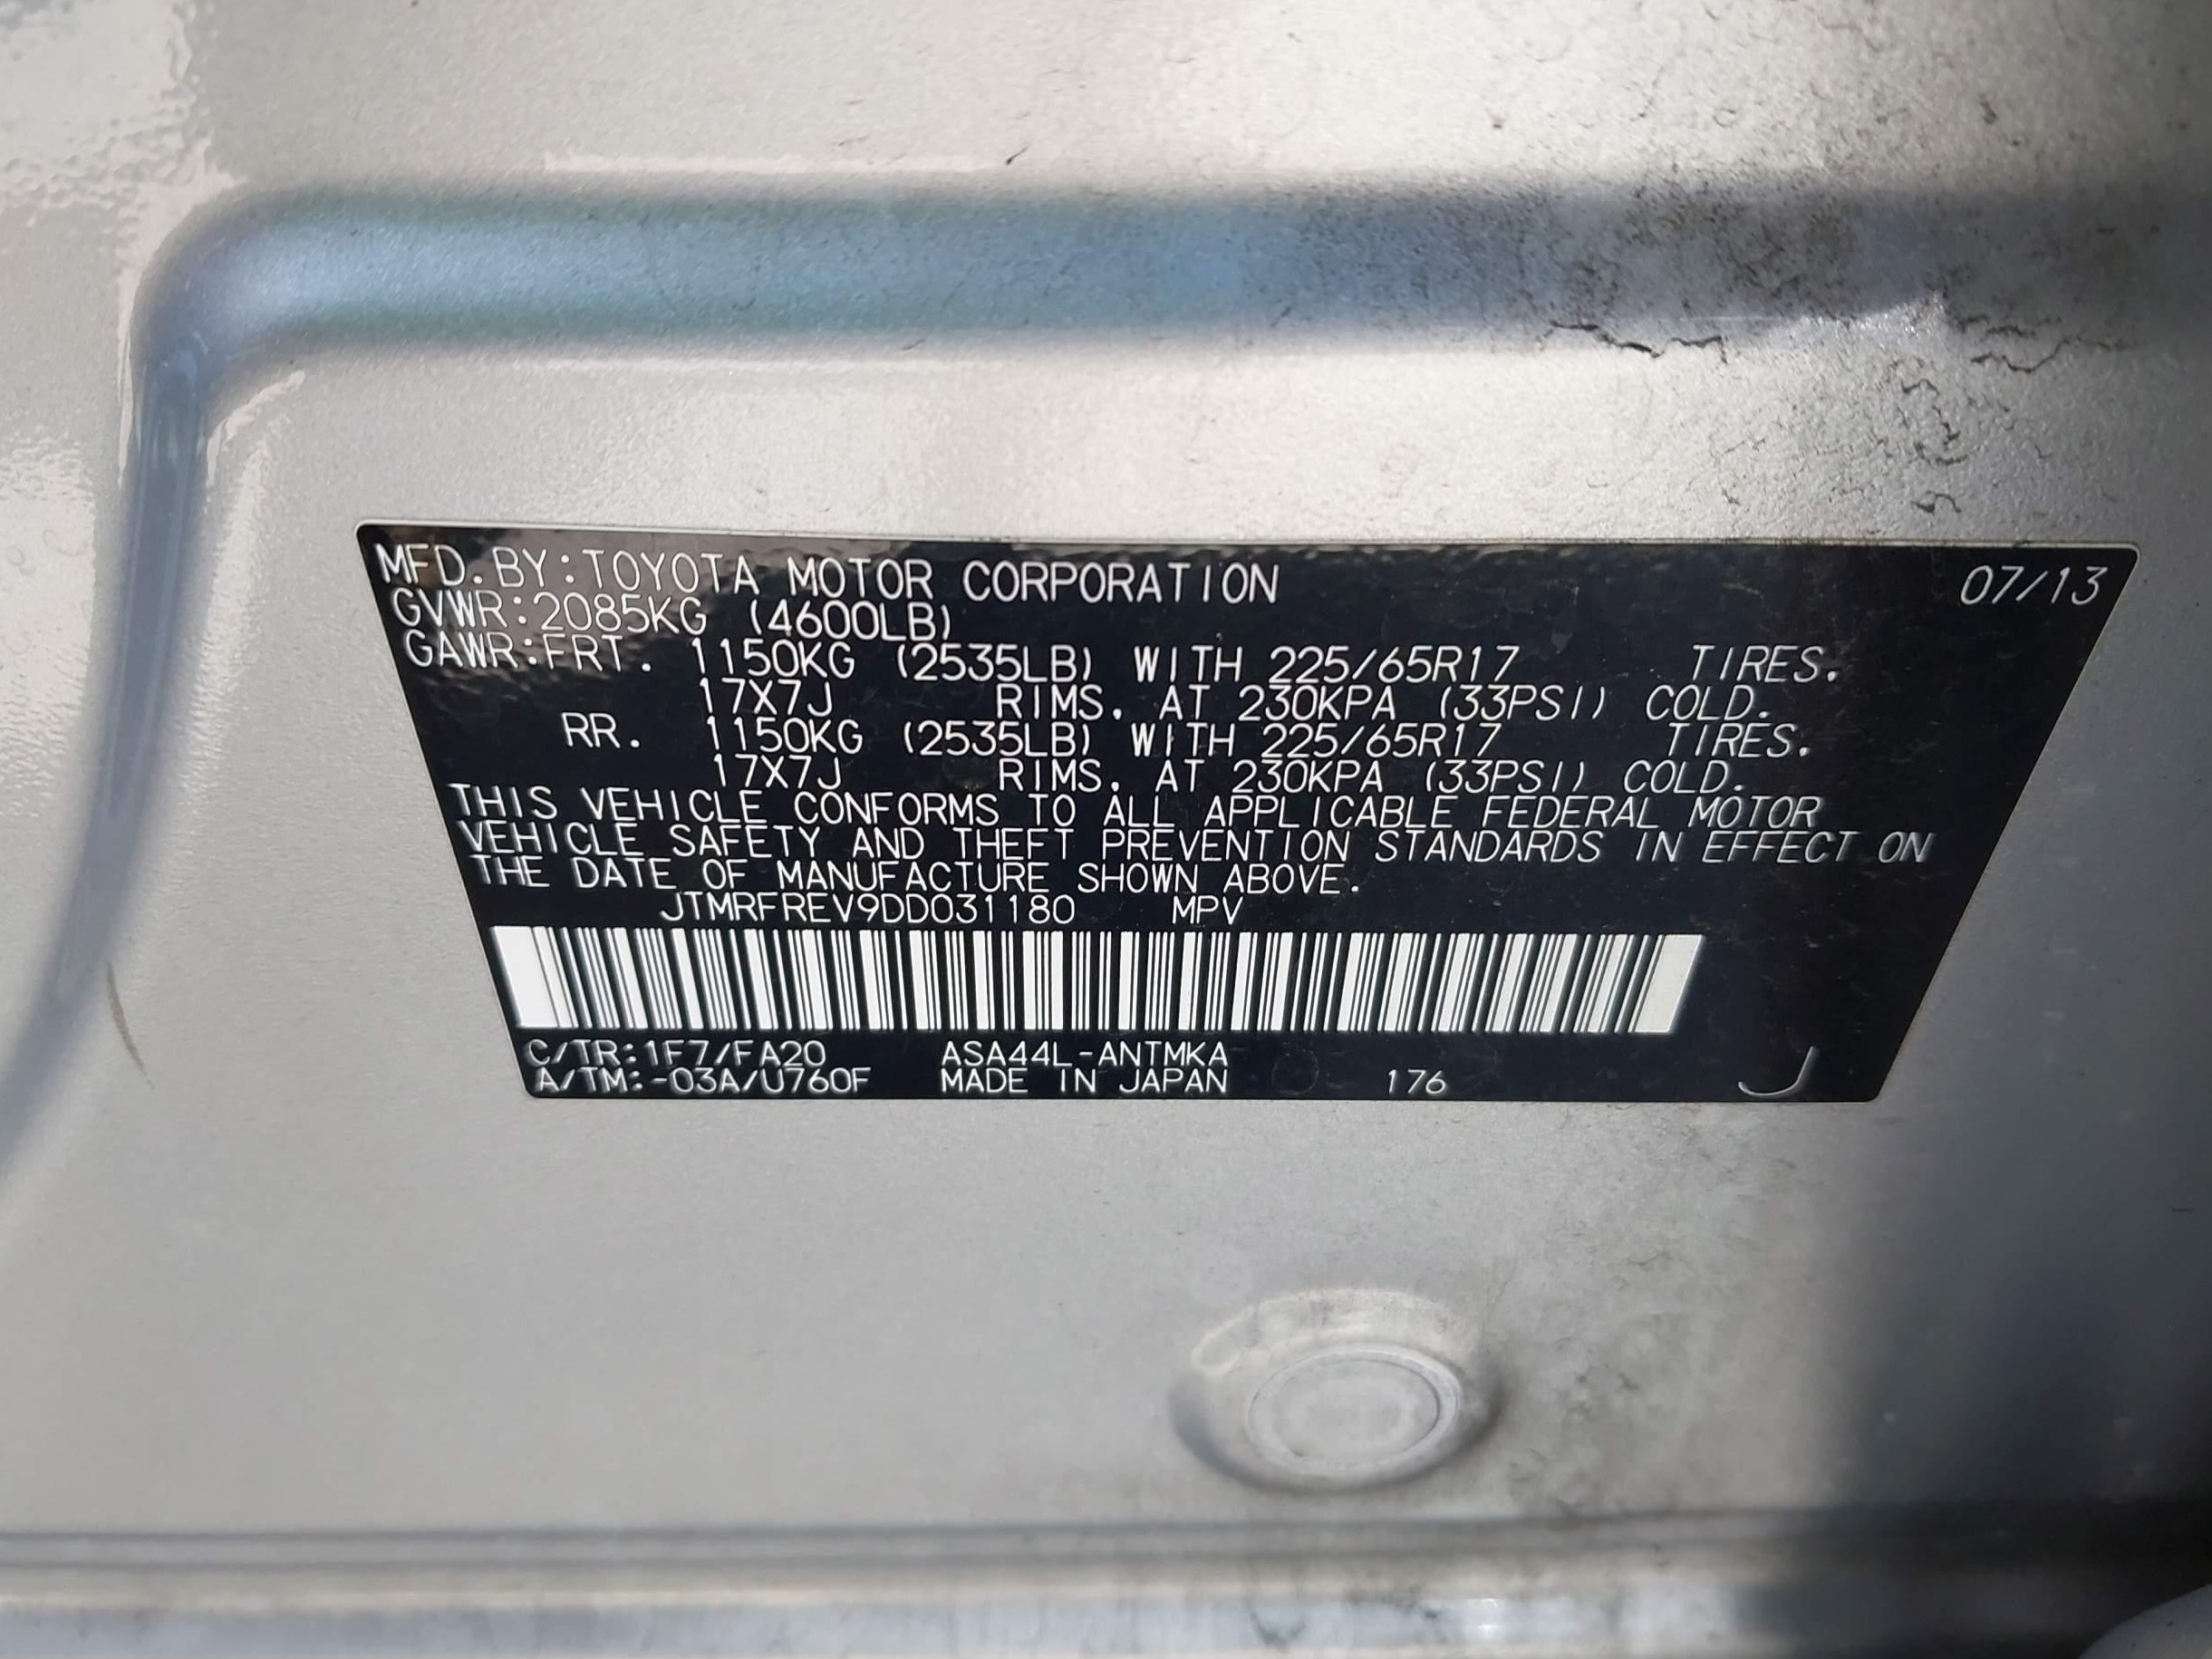 MFD. BY: TOYOTA MOTOR CORPORATION 07/13
GVWR: 2085KG (4600LB)
GAWR: FRT. 1150KG (2535LB) WITH 225/65R17 TIRES.
17X7J RIMS. AT 230KPA (33PSI) COLD.
RR. 1150KG (2535LB) WITH 225/65R17 TIRES.
17X7J RIMS. AT 230KPA (33PSI) COLD.
THIS VEHICLE CONFORMS TO ALL APPLICABLE FEDERAL MOTOR
VEHICLE SAFETY AND THEFT PREVENTION STANDARDS IN EFFECT ON
THE DATE OF MANUFACTURE SHOWN ABOVE.
JTMRFREV9DD031180 MPV
C/TR: 1F7/FA20 ASA44L-ANTMKA
A/TM: -03A/U760F MADE IN JAPAN 176 J